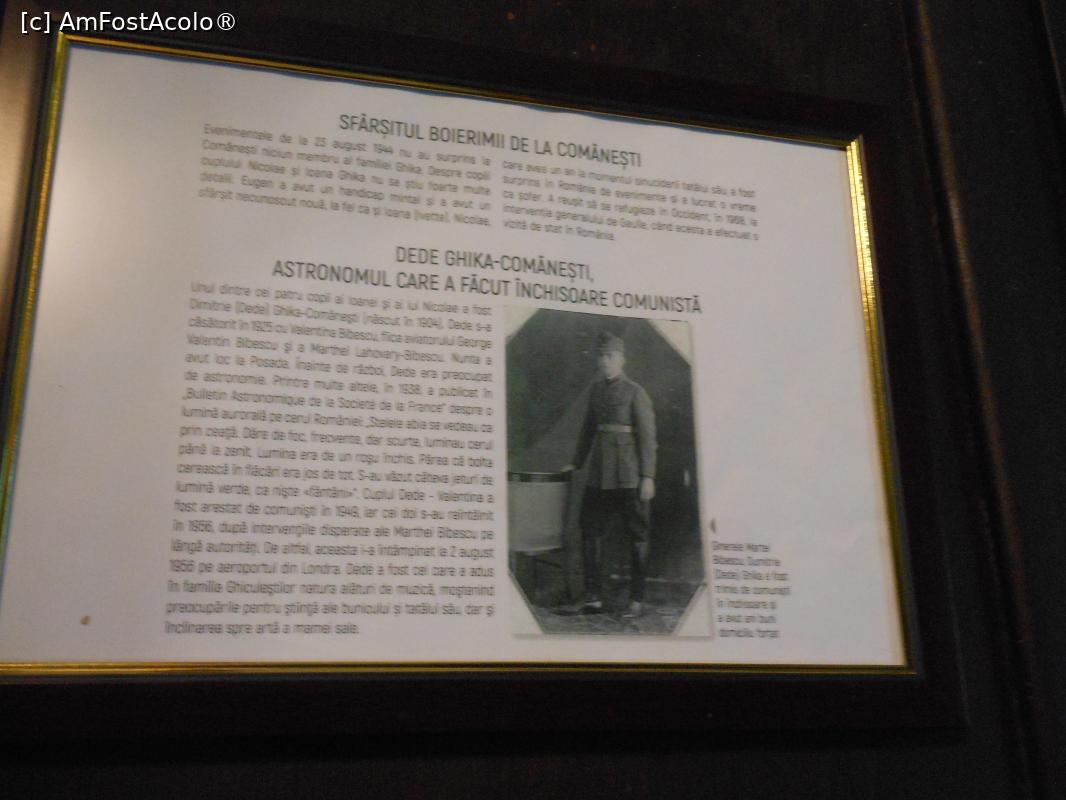 [c] AmFostAcolo®
SFÂRȘITUL BOIERIMII DE LA COMĂNEȘTI
Evenimentele de la 23 august 1944 nu au surprins la
Comănești niciun membru al familiei Ghika. Despre copiii
cuplului Nicolae și Ioana Ghika nu se știu foarte multe
detalii. Eugen a avut un handicap mintal și a avut un
sfârșit necunoscut nouă, la fel ca și Ioana (Ivette). Nicolae,
care avea un an la momentul sinuciderii tatălui său, a fost
surprins în România de evenimente și a lucrat o vreme
ca șofer. A reușit să se refugieze în Occident, în 1968, la
intervenția generalului de Gaulle, când acesta a efectuat o
vizită de stat în România.
DEDE GHIKA-COMĂNEȘTI,
ASTRONOMUL CARE A FĂCUT ÎNCHISOARE COMUNISTĂ
Unul dintre cei patru copii ai Ioanei și ai lui Nicolae a fost
Dimitrie (Dede) Ghika-Comănești (născut în 1904). Dede s-a
căsătorit în 1925 cu Valentina Bibescu, fiica aviatorului George
Valentin Bibescu și a Marthei Lahovary-Bibescu. Nunta a
avut loc la Posada. Înainte de război, Dede era preocupat
de astronomie. Printre multe altele, în 1938, a publicat în
„Bulletin Astronomique de la Societé de la France” despre o
lumină aurorală pe cerul României: „Stelele abia se vedeau ca
prin ceață. Dâre de foc, frecvente, dar scurte, luminau cerul
până la zenit. Lumina era de un roșu închis. Părea că bolta
cerească în flăcări era jos de tot. S-au văzut câteva jeturi de
lumină verde, ca niște «fântâni»”. Cuplul Dede - Valentina a
fost arestat de comuniști în 1949, iar cei doi s-au reîntâlnit
în 1956, după intervențiile disperate ale Marthei Bibescu pe
lângă autorități. De altfel, aceasta i-a întâmpinat la 2 august
1956 pe aeroportul din Londra. Dede a fost cel care a adus
în familia Ghiculeștilor natura alături de muzică, moștenind
preocupările pentru știință ale bunicului și tatălui său, dar și
înclinarea spre artă a mamei sale.
Ginerele Martei
Bibescu, Dumitrie
(Dede) Ghika a fost
trimis de comuniști
în închisoare și
a avut ani buni
domiciliu forțat